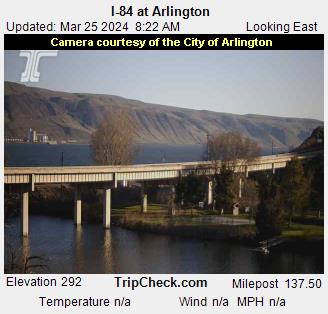 I-84 at Arlington
Updated: Mar 25 2024 8:22 AM Looking East
Camera courtesy of the City of Arlington
Elevation 292 TripCheck.com Milepost 137.50
Temperature n/a Wind n/a MPH n/a